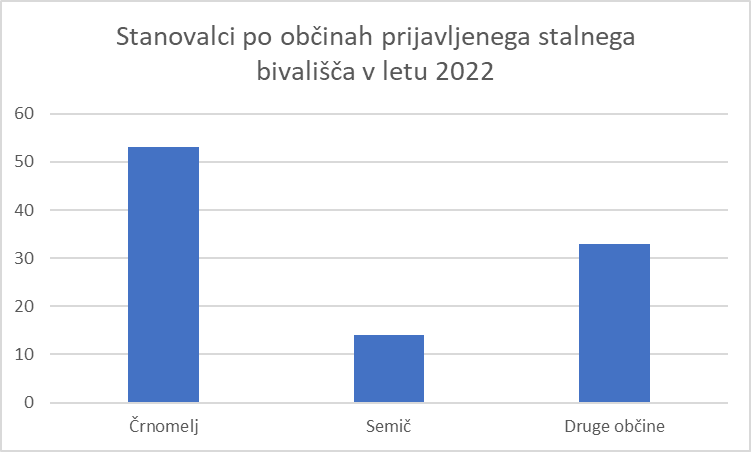 Stanovalci po občinah prijavljenega stalnega
bivališča v letu 2022
60
50
40
30
20
10
0
Črnomelj
Semič
Druge občine